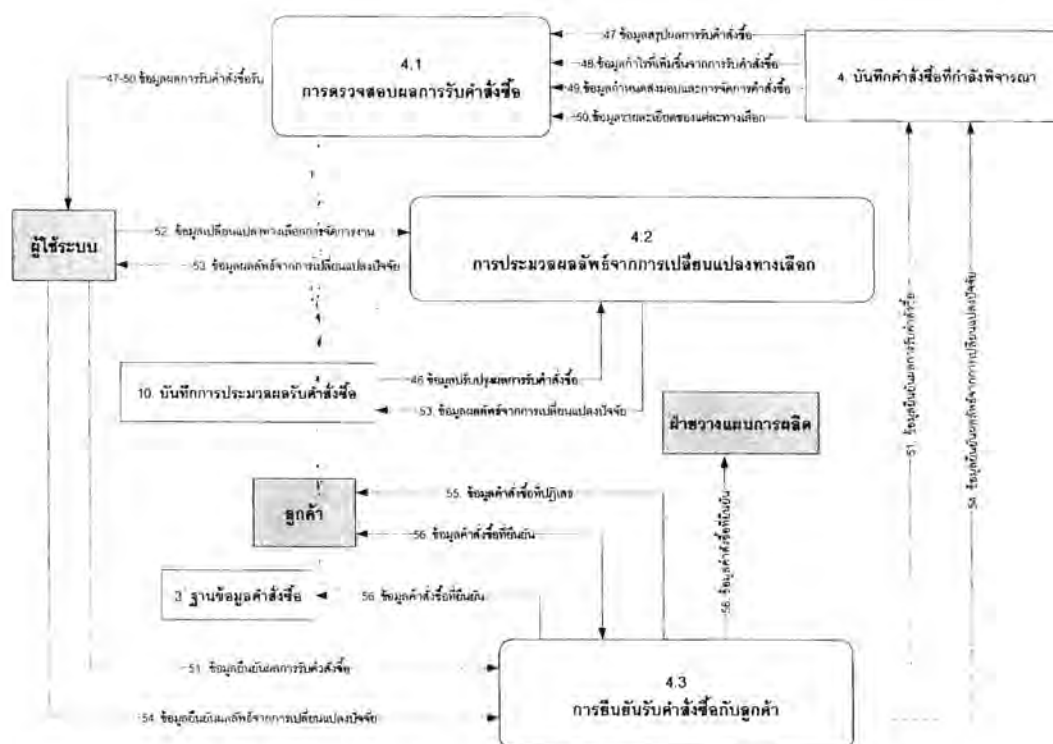 47 ข้อมูลสรุปผลการรับคำสั่งซื้อ
48.ข้อมูลกำไรที่เพิ่มขึ้นจากการรับคำสั่งซื้อ
49.ข้อมูลกำหนดส่งมอบและการจัดการคำสั่งซื้อ
50.ข้อมูลรายละเอียดของแต่ละทางเลือก
4.1
การตรวจสอบผลการรับคำสั่งซื้อ
4. บันทึกคำสั่งซื้อที่กำลังพิจารณา
47-50.ข้อมูลผลการรับคำสั่งซื้อ
ผู้ใช้ระบบ
52. ข้อมูลเปลี่ยนแปลงทางเลือกการจัดการงาน
53. ข้อมูลผลลัพธ์จากการเปลี่ยนแปลงปัจจัย
4.2
การประมวลผลลัพธ์จากการเปลี่ยนแปลงทางเลือก
10. บันทึกการประมวลผลรับคำสั่งซื้อ
46 ข้อมูลปรับปรุงผลการรับคำสั่งซื้อ
53. ข้อมูลผลลัพธ์จากการเปลี่ยนแปลงปัจจัย
ฝ่ายวางแผนการผลิต
51. ข้อมูลยืนยันผลการรับคำสั่งซื้อ
54. ข้อมูลยืนยันผลลัพธ์จากการเปลี่ยนแปลงปัจจัย
ลูกค้า
55. ข้อมูลคำสั่งซื้อที่ปฏิเสธ
56. ข้อมูลคำสั่งซื้อที่ยืนยัน
56. ข้อมูลคำสั่งซื้อที่ยืนยัน
3 ฐานข้อมูลคำสั่งซื้อ
56. ข้อมูลคำสั่งซื้อที่ยืนยัน
51. ข้อมูลยืนยันผลการรับคำสั่งซื้อ
54. ข้อมูลยืนยันผลลัพธ์จากการเปลี่ยนแปลงปัจจัย
4.3
การยืนยันรับคำสั่งซื้อกับลูกค้า